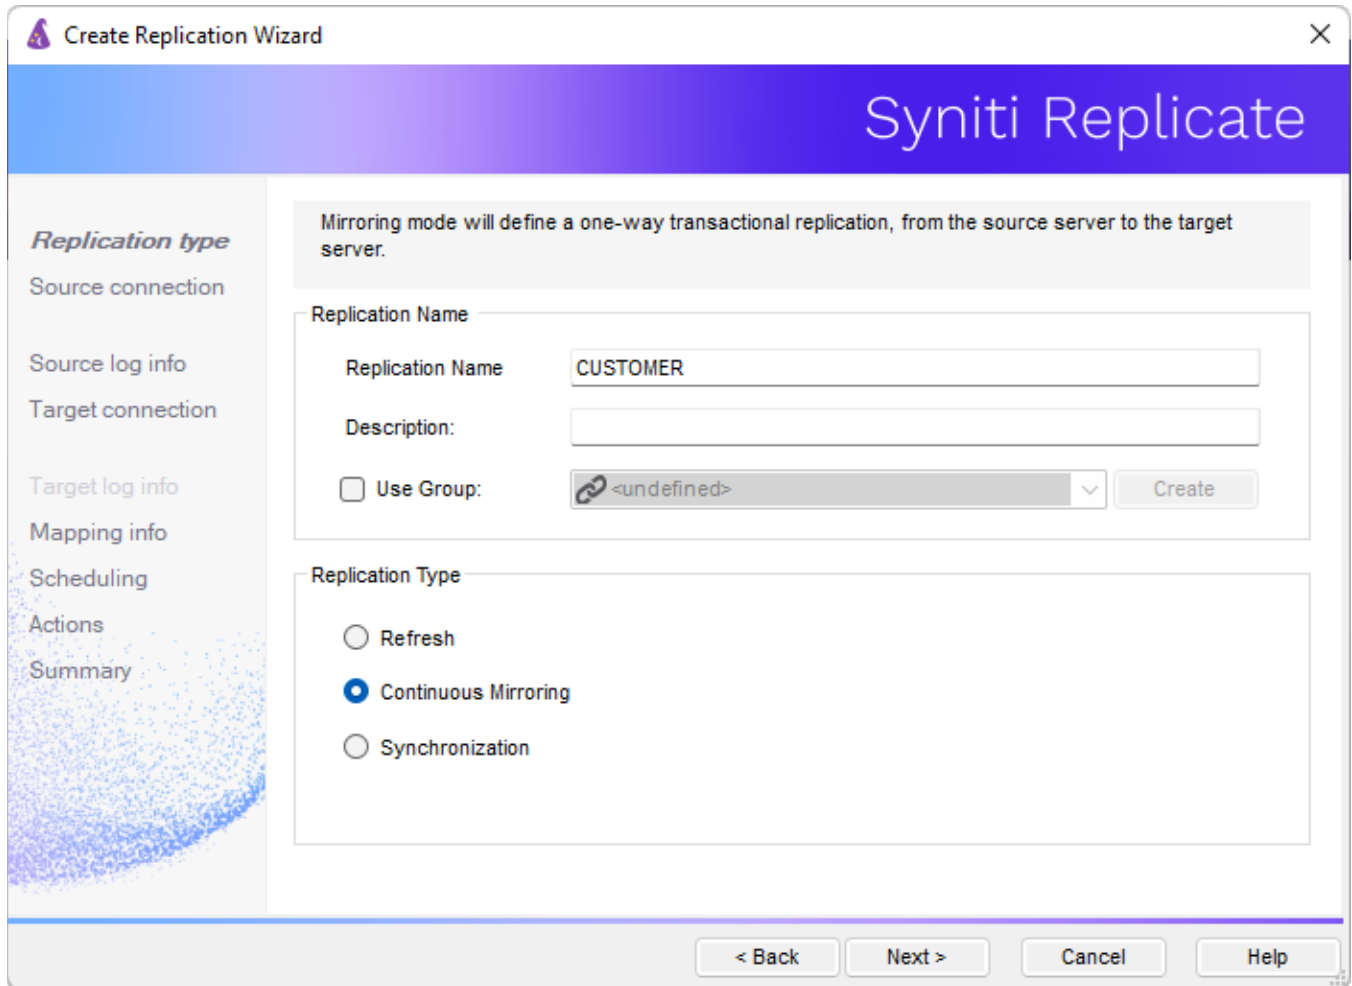 Create Replication Wizard
Syniti Replicate
Replication type
Source connection
Source log info
Target connection
Target log info
Mapping info
Scheduling
Actions
Summary
Mirroring mode will define a one-way transactional replication, from the source server to the target
server.
Replication Name
Replication Name
CUSTOMER
Description:
Use Group:
<undefined>
Create
Replication Type
Refresh
Continuous Mirroring
Synchronization
< Back
Next >
Cancel
Help